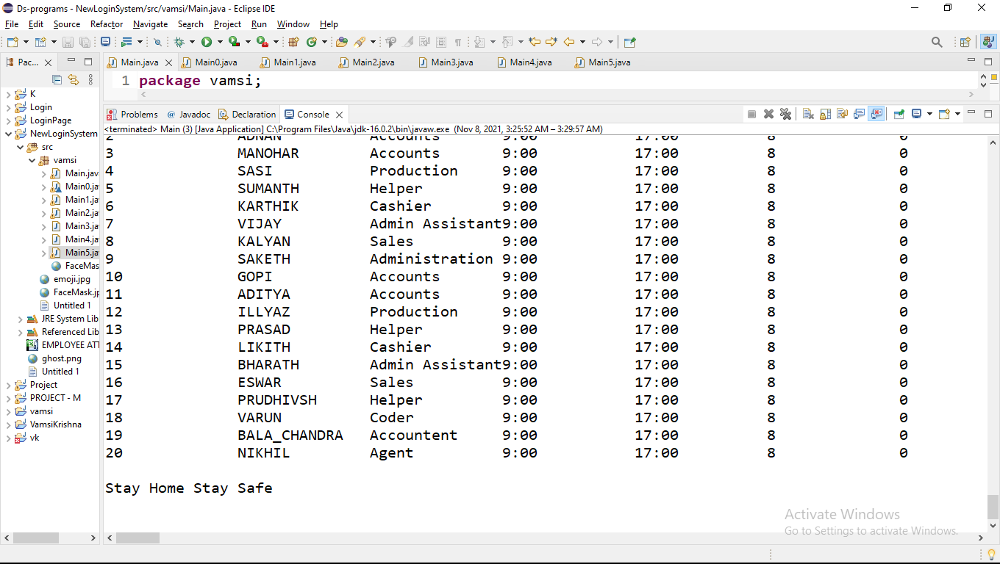 Ds-programs - NewLoginSystem/src/vamsi/Main.java - Eclipse IDE
File Edit Source Refactor Navigate Search Project Run Window Help
Pac...
Main.java Main0.java Main1.java Main2.java Main3.java Main4.java Main5.java
1 package vamsi;
K
Login
LoginPage
NewLoginSystem
src
vamsi
Main.jav
Main0.ja
Main1.ja
Main2.ja
Main3.ja
Main4.ja
Main5.ja
FaceMas
emoji.jpg
FaceMask.jp
Untitled 1
JRE System Lib
Referenced Lib
EMPLOYEE ATT
ghost.png
Untitled 1
Project
PROJECT - M
vamsi
VamsiKrishna
vk
Problems @ Javadoc Declaration Console
<terminated> Main (3) [Java Application] C:\Program Files\Java\jdk-16.0.2\bin\javaw.exe (Nov 8, 2021, 3:25:52 AM – 3:29:57 AM)
2 ADNAN Accounts 9:00 17:00 8 0
3 MANOHAR Accounts 9:00 17:00 8 0
4 SASI Production 9:00 17:00 8 0
5 SUMANTH Helper 9:00 17:00 8 0
6 KARTHIK Cashier 9:00 17:00 8 0
7 VIJAY Admin Assistant9:00 17:00 8 0
8 KALYAN Sales 9:00 17:00 8 0
9 SAKETH Administration 9:00 17:00 8 0
10 GOPI Accounts 9:00 17:00 8 0
11 ADITYA Accounts 9:00 17:00 8 0
12 ILLYAZ Production 9:00 17:00 8 0
13 PRASAD Helper 9:00 17:00 8 0
14 LIKITH Cashier 9:00 17:00 8 0
15 BHARATH Admin Assistant9:00 17:00 8 0
16 ESWAR Sales 9:00 17:00 8 0
17 PRUDHIVSH Helper 9:00 17:00 8 0
18 VARUN Coder 9:00 17:00 8 0
19 BALA_CHANDRA Accountent 9:00 17:00 8 0
20 NIKHIL Agent 9:00 17:00 8 0
Stay Home Stay Safe
Activate Windows
Go to Settings to activate Windows.